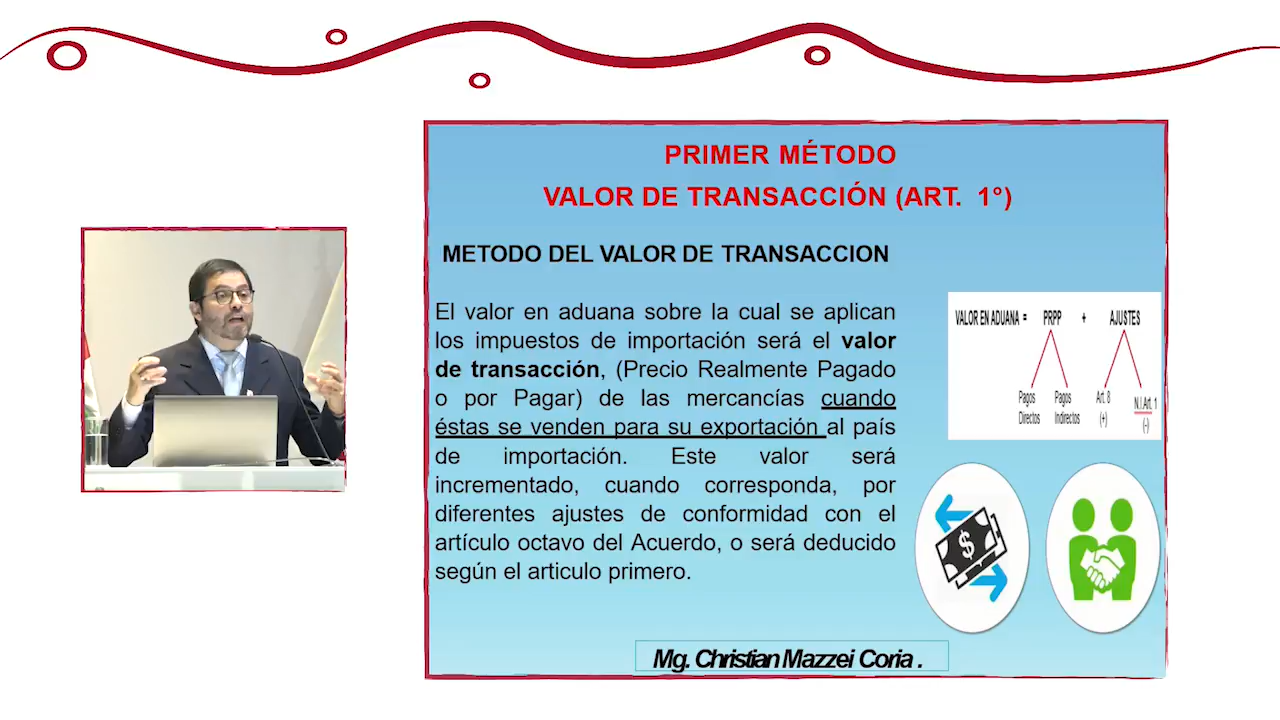 PRIMER MÉTODO
VALOR DE TRANSACCIÓN (ART. 1°)
METODO DEL VALOR DE TRANSACCION
El valor en aduana sobre la cual se aplican
los impuestos de importación será el valor
de transacción, (Precio Realmente Pagado
o por Pagar) de las mercancías cuando
éstas se venden para su exportación al país
de importación. Este valor será
incrementado, cuando corresponda, por
diferentes ajustes de conformidad con el
artículo octavo del Acuerdo, o será deducido
según el articulo primero.
VALOR EN ADUANA = PRPP + AJUSTES
Pagos Pagos Art. 8 N.I Art. 1
Directos Indirectos (+) (-)
$
Mg. Christian Mazzei Coria .